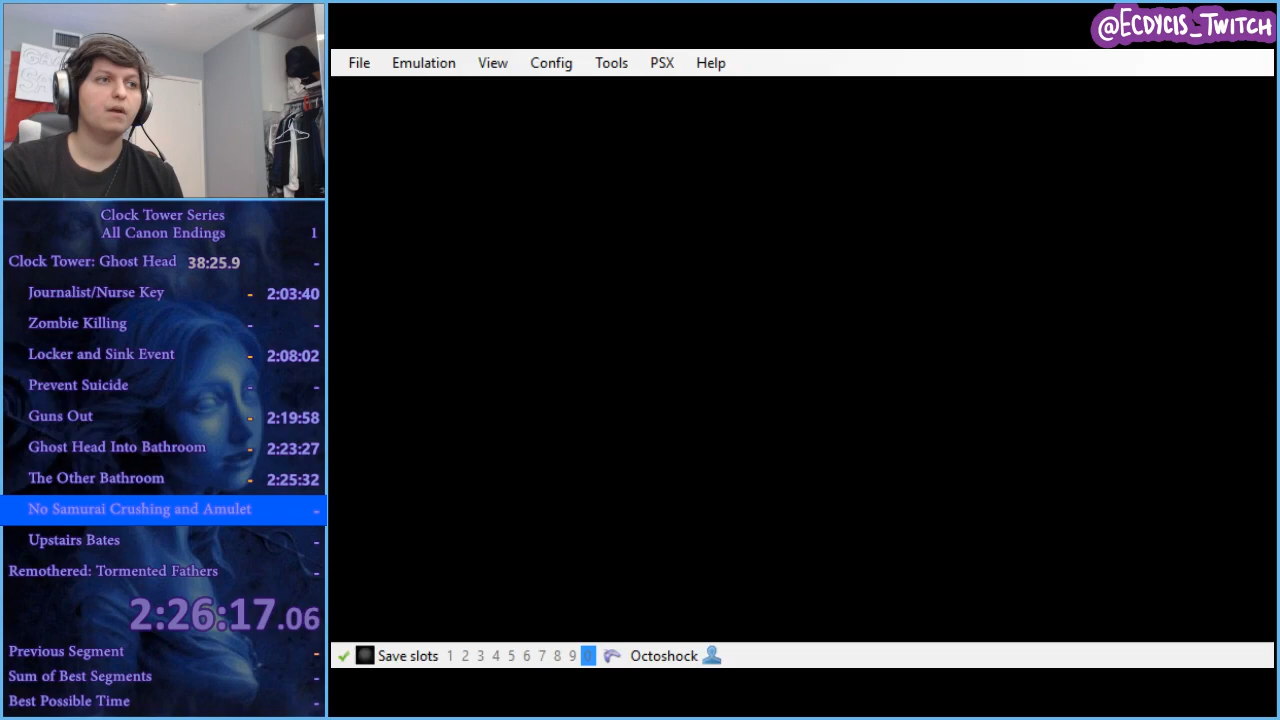 @ECDYCIS_TWITCH
File Emulation View Config Tools PSX Help
Clock Tower Series
All Canon Endings 1
Clock Tower: Ghost Head 38:25.9 -
Journalist/Nurse Key - 2:03:40
Zombie Killing - -
Locker and Sink Event - 2:08:02
Prevent Suicide - -
Guns Out - 2:19:58
Ghost Head Into Bathroom - 2:23:27
The Other Bathroom - 2:25:32
No Samurai Crushing and Amulet -
Upstairs Bates -
Remothered: Tormented Fathers -
2:26:17.06
Previous Segment -
Sum of Best Segments -
Best Possible Time -
Save slots 1 2 3 4 5 6 7 8 9 0 Octoshock